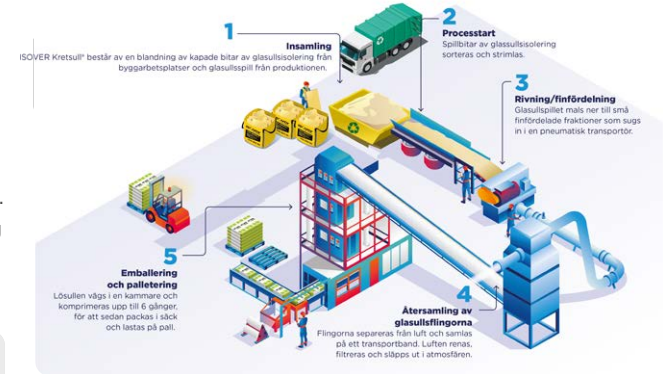 1
Insamling
ISOVER Kretsull® består av en blandning av kapade bitar av glasullsisolering från
byggarbetsplatser och glasullsspill från produktionen.
2
Processtart
Spillbitar av glasullsisolering
sorteras och strimlas.
3
Rivning/finfördelning
Glasullspillet mals ner till små
finfördelade fraktioner som sugs
in i en pneumatisk transportör.
4
Återsamling av
glasullsflingorna
Flingorna separeras från luft och samlas
på ett transportband. Luften renas,
filtreras och släpps ut i atmosfären.
5
Emballering
och palletering
Lösullen vägs i en kammare och
komprimeras upp till 6 gånger,
för att sedan packas i säck
och lastas på pall.